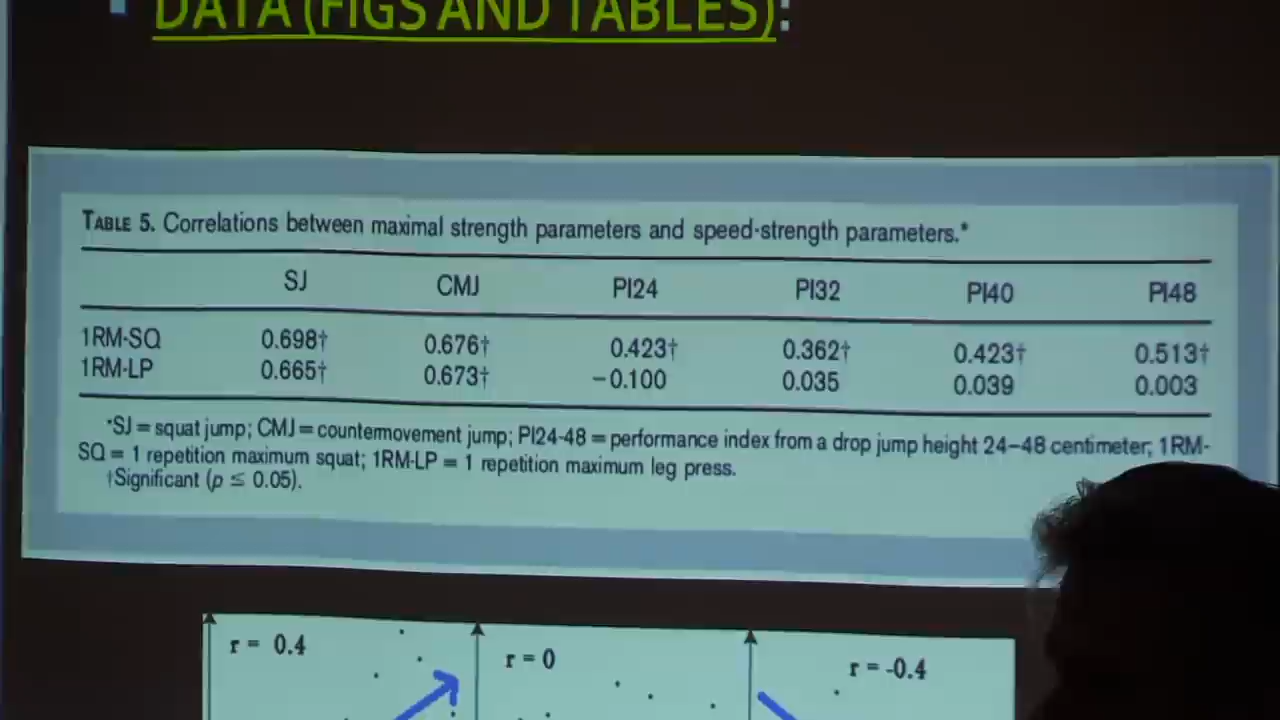 DATA (FIGS AND TABLES):
TABLE 5. Correlations between maximal strength parameters and speed-strength parameters.*
SJ CMJ PI24 PI32 PI40 PI48
1RM-SQ 0.698† 0.676† 0.423† 0.362† 0.423† 0.513†
1RM-LP 0.665† 0.673† −0.100 0.035 0.039 0.003
*SJ = squat jump; CMJ = countermovement jump; PI24-48 = performance index from a drop jump height 24–48 centimeter; 1RM-
SQ = 1 repetition maximum squat; 1RM-LP = 1 repetition maximum leg press.
†Significant (p ≤ 0.05).
r = 0.4 r = 0 r = -0.4